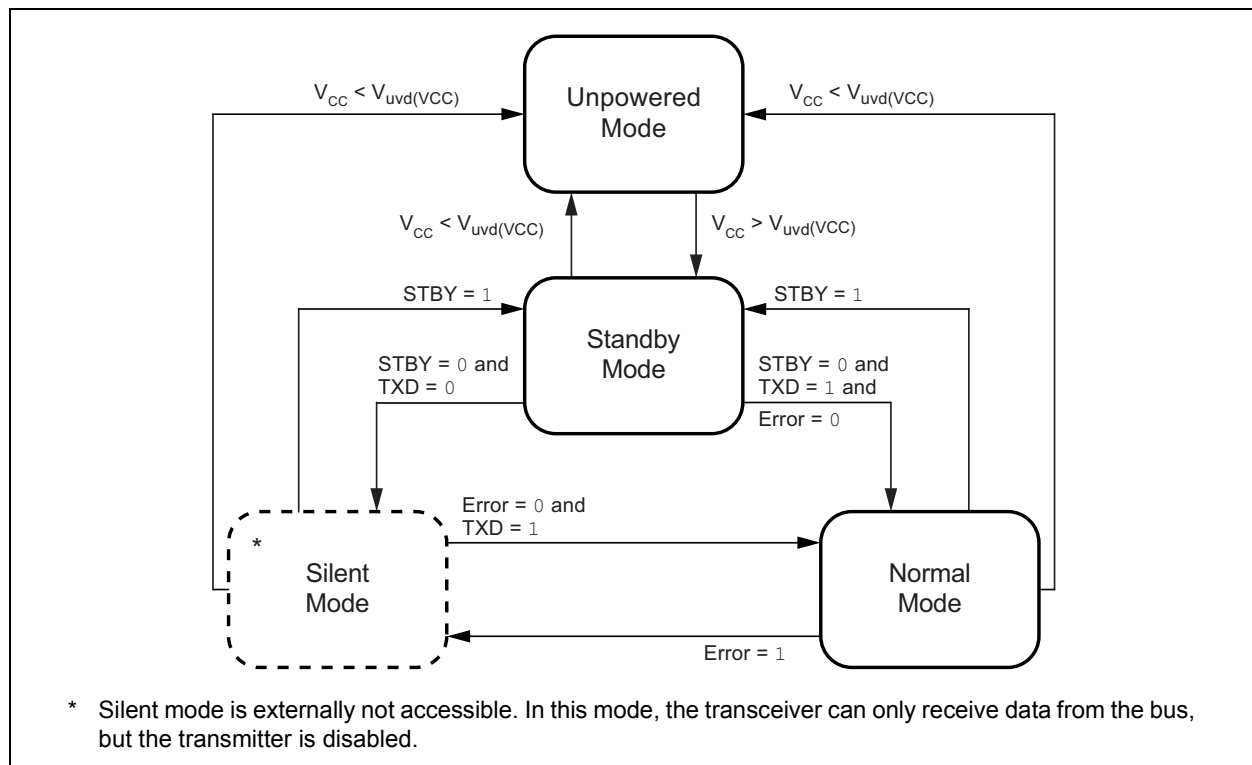 Unpowered
Mode
V_CC < V_uvd(VCC)
V_CC < V_uvd(VCC)
V_CC < V_uvd(VCC)
V_CC > V_uvd(VCC)
STBY = 1
STBY = 1
Standby
Mode
STBY = 0 and
TXD = 0
STBY = 0 and
TXD = 1 and
Error = 0
Error = 0 and
TXD = 1
*
Silent
Mode
Normal
Mode
Error = 1
* Silent mode is externally not accessible. In this mode, the transceiver can only receive data from the bus,
but the transmitter is disabled.